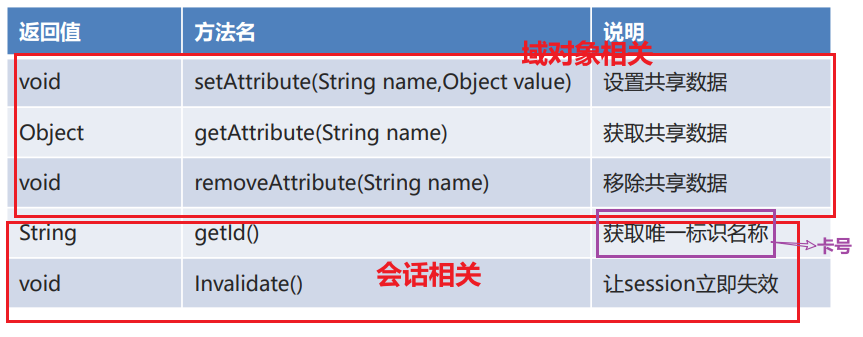 返回值 方法名 说明
域对象相关
void setAttribute(String name,Object value) 设置共享数据
Object getAttribute(String name) 获取共享数据
void removeAttribute(String name) 移除共享数据
String getId() 获取唯一标识名称 卡号
会话相关
void Invalidate() 让session立即失效